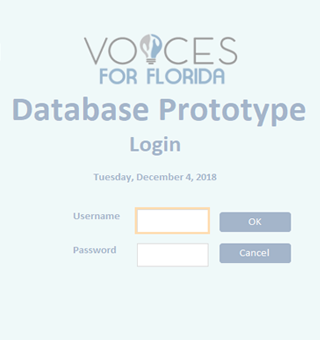 VOICES
FOR FLORIDA
Database Prototype
Login
Tuesday, December 4, 2018
Username
OK
Password
Cancel